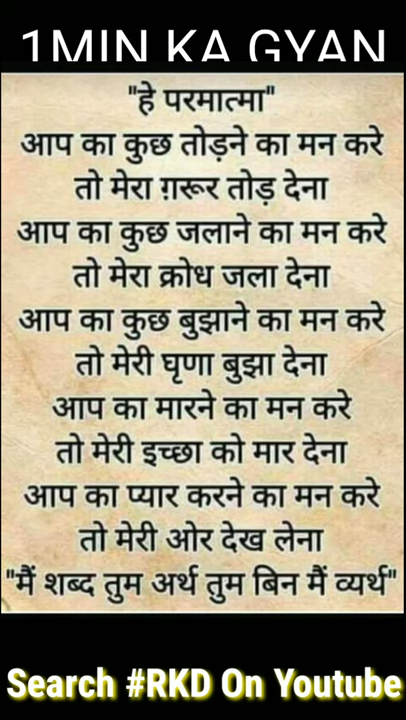 1MIN KA GYAN
"हे परमात्मा"
आप का कुछ तोड़ने का मन करे
तो मेरा ग़रूर तोड़ देना
आप का कुछ जलाने का मन करे
तो मेरा क्रोध जला देना
आप का कुछ बुझाने का मन करे
तो मेरी घृणा बुझा देना
आप का मारने का मन करे
तो मेरी इच्छा को मार देना
आप का प्यार करने का मन करे
तो मेरी ओर देख लेना
"मैं शब्द तुम अर्थ तुम बिन मैं व्यर्थ"
Search #RKD On Youtube